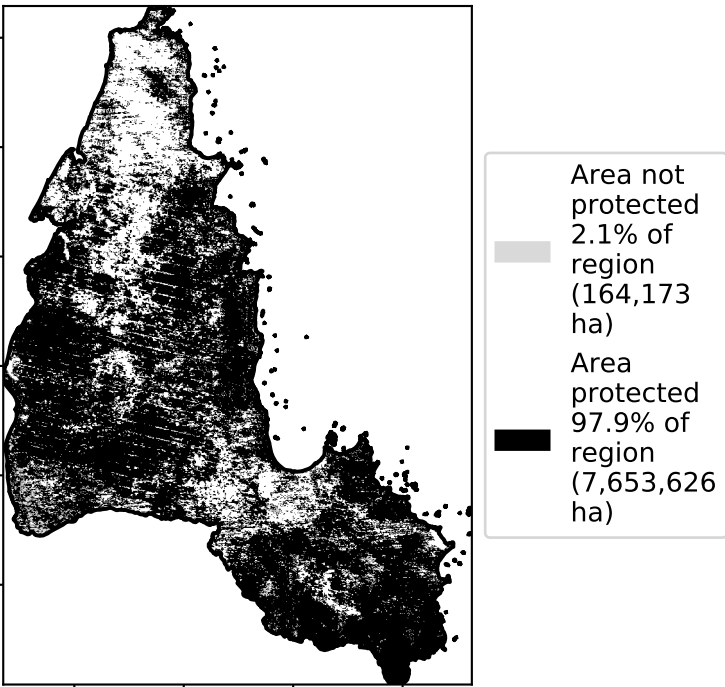 Area not
protected
2.1% of
region
(164,173
ha)
Area
protected
97.9% of
region
(7,653,626
ha)